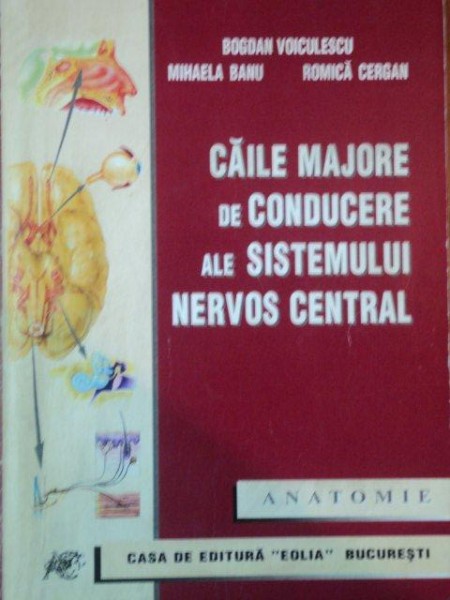 BOGDAN VOICULESCU
MIHAELA BANU ROMICĂ CERGAN
CĂILE MAJORE
DE CONDUCERE
ALE SISTEMULUI
NERVOS CENTRAL
ANATOMIE
CASA DE EDITURĂ "EOLIA" BUCUREȘTI